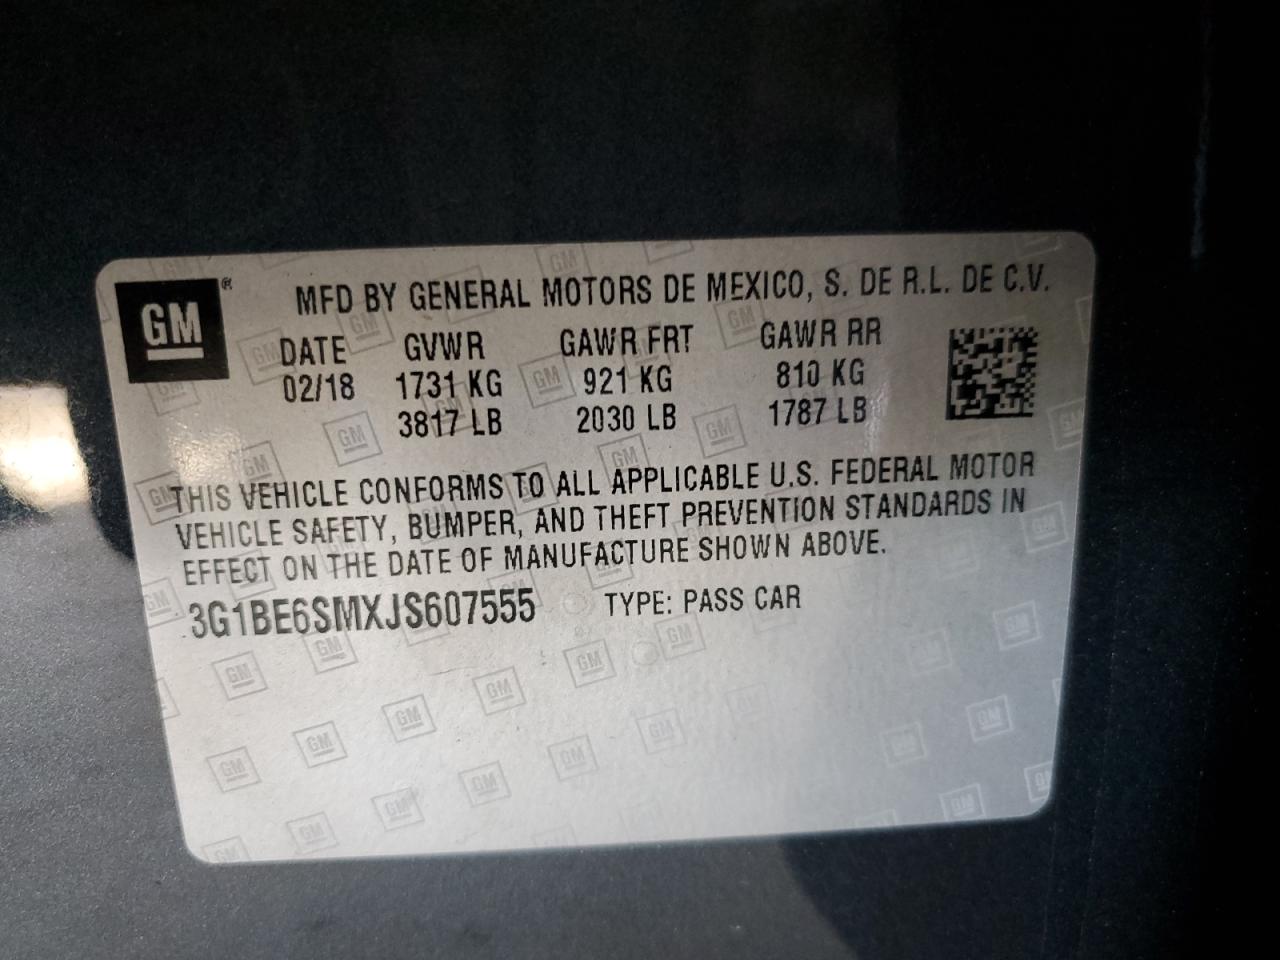 GM®
MFD BY GENERAL MOTORS DE MEXICO, S. DE R.L. DE C.V.
DATE GVWR GAWR FRT GAWR RR
02/18 1731 KG 921 KG 810 KG
3817 LB 2030 LB 1787 LB
THIS VEHICLE CONFORMS TO ALL APPLICABLE U.S. FEDERAL MOTOR
VEHICLE SAFETY, BUMPER, AND THEFT PREVENTION STANDARDS IN
EFFECT ON THE DATE OF MANUFACTURE SHOWN ABOVE.
3G1BE6SMXJS607555 TYPE: PASS CAR